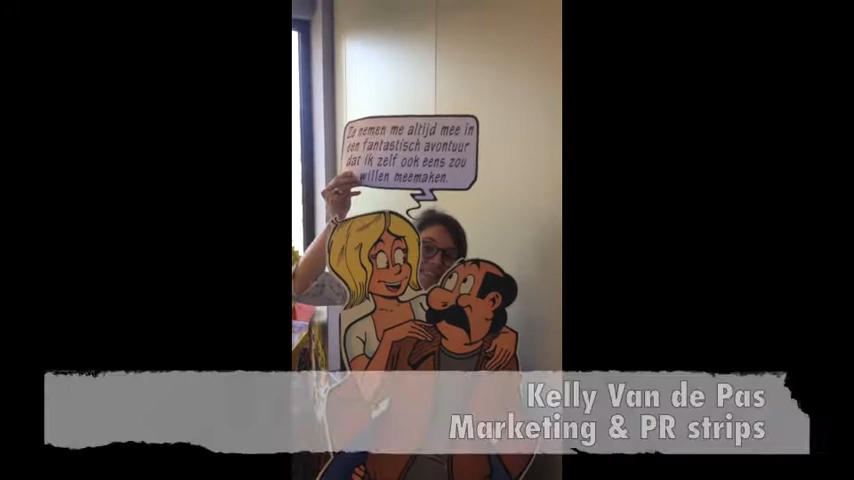 Ze nemen me altijd mee in
een fantastisch avontuur
dat ik zelf ook eens zou
willen meemaken.
Kelly Van de Pas
Marketing & PR strips